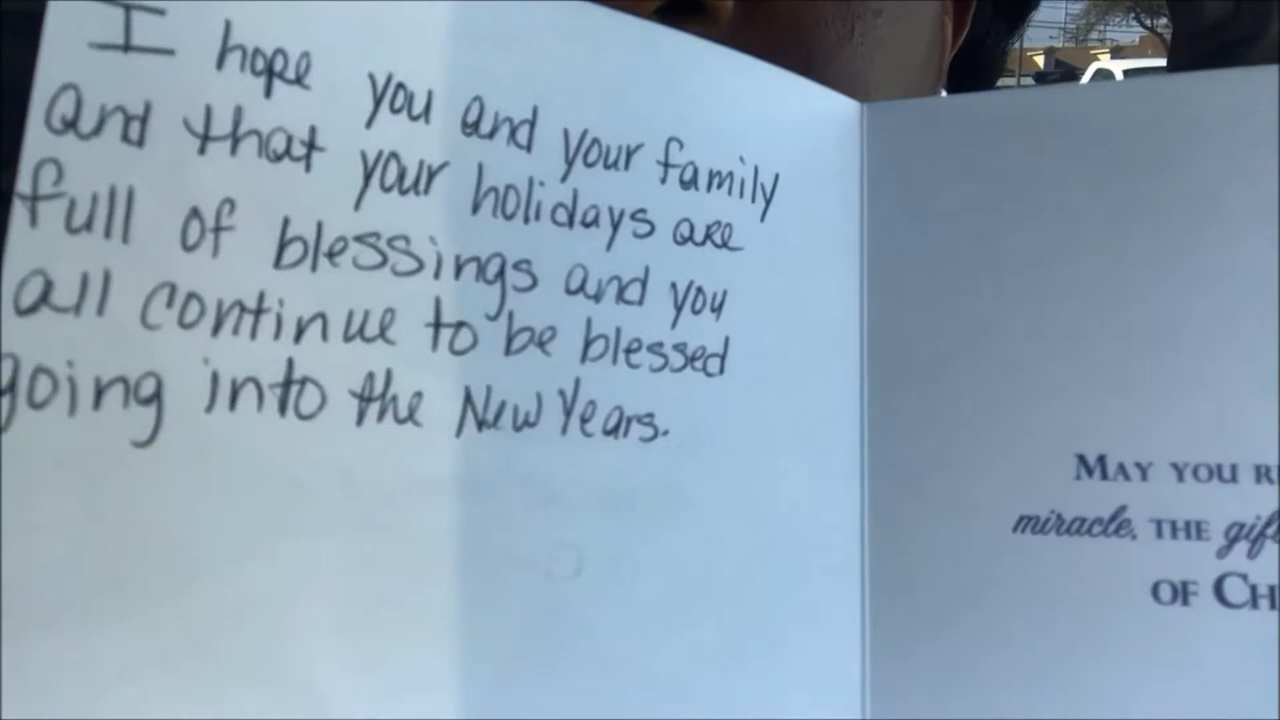 I hope you and your family
and that your holidays are
full of blessings and you
all continue to be blessed
going into the New Years.
MAY YOU
miracle, THE
OF